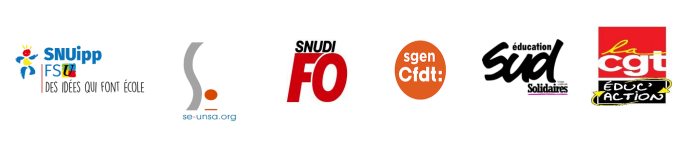 SNUipp
FSU
DES IDÉES QUI FONT ÉCOLE
se-unsa.org
SNUDI
FO
sgen
Cfdt:
éducation
Sud
Solidaires
la
cgt
ÉDUC'
ACTION